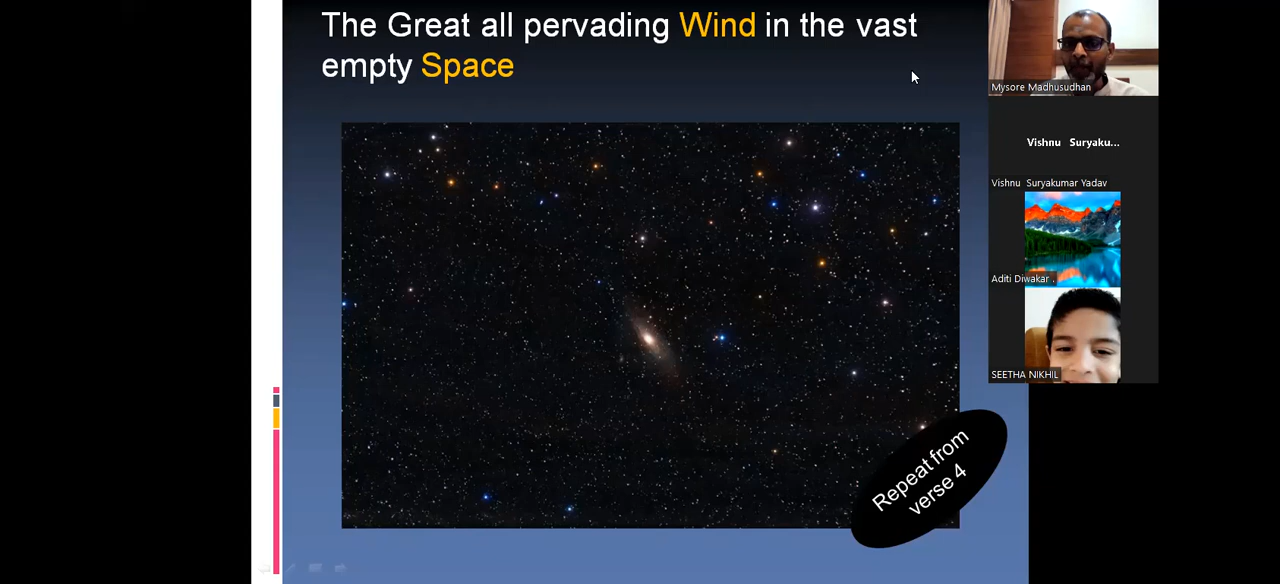 The Great all pervading Wind in the vast
empty Space
Repeat from
verse 4
Mysore Madhusudhan
Vishnu Suryaku...
Vishnu Suryakumar Yadav
Aditi Diwakar .
SEETHA NIKHIL